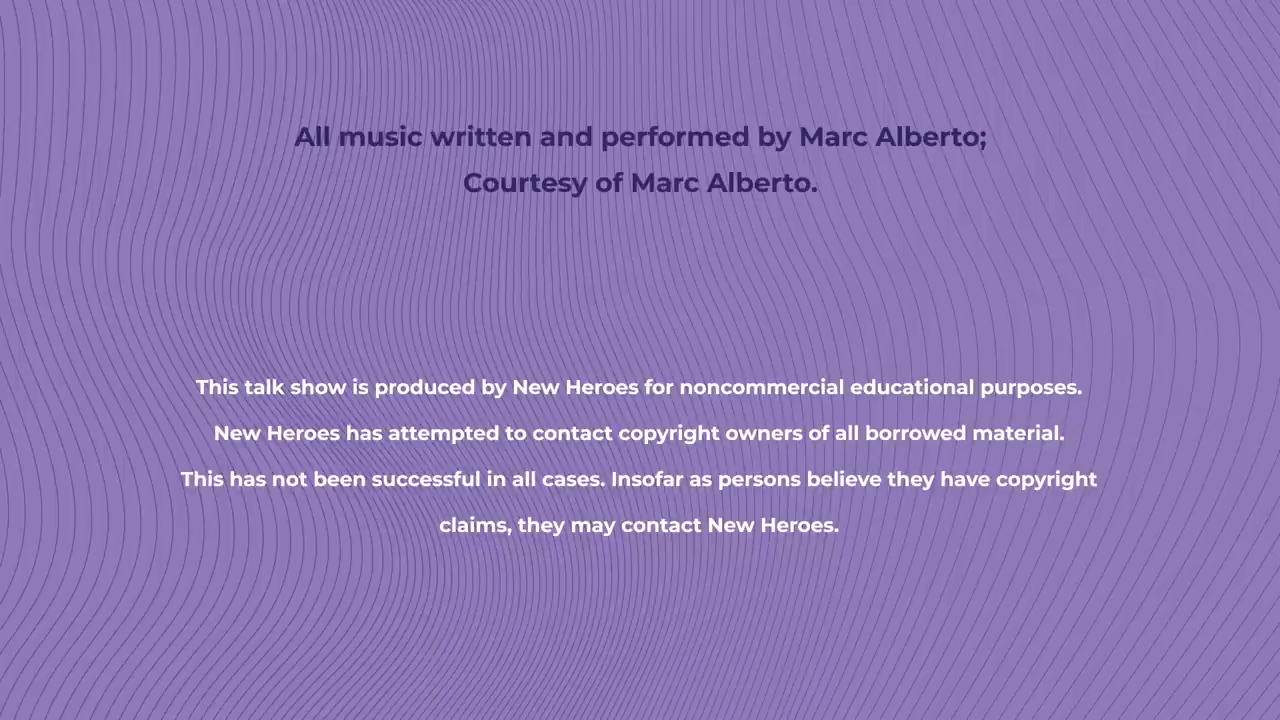 All music written and performed by Marc Alberto;
Courtesy of Marc Alberto.
This talk show is produced by New Heroes for noncommercial educational purposes.
New Heroes has attempted to contact copyright owners of all borrowed material.
This has not been successful in all cases. Insofar as persons believe they have copyright
claims, they may contact New Heroes.